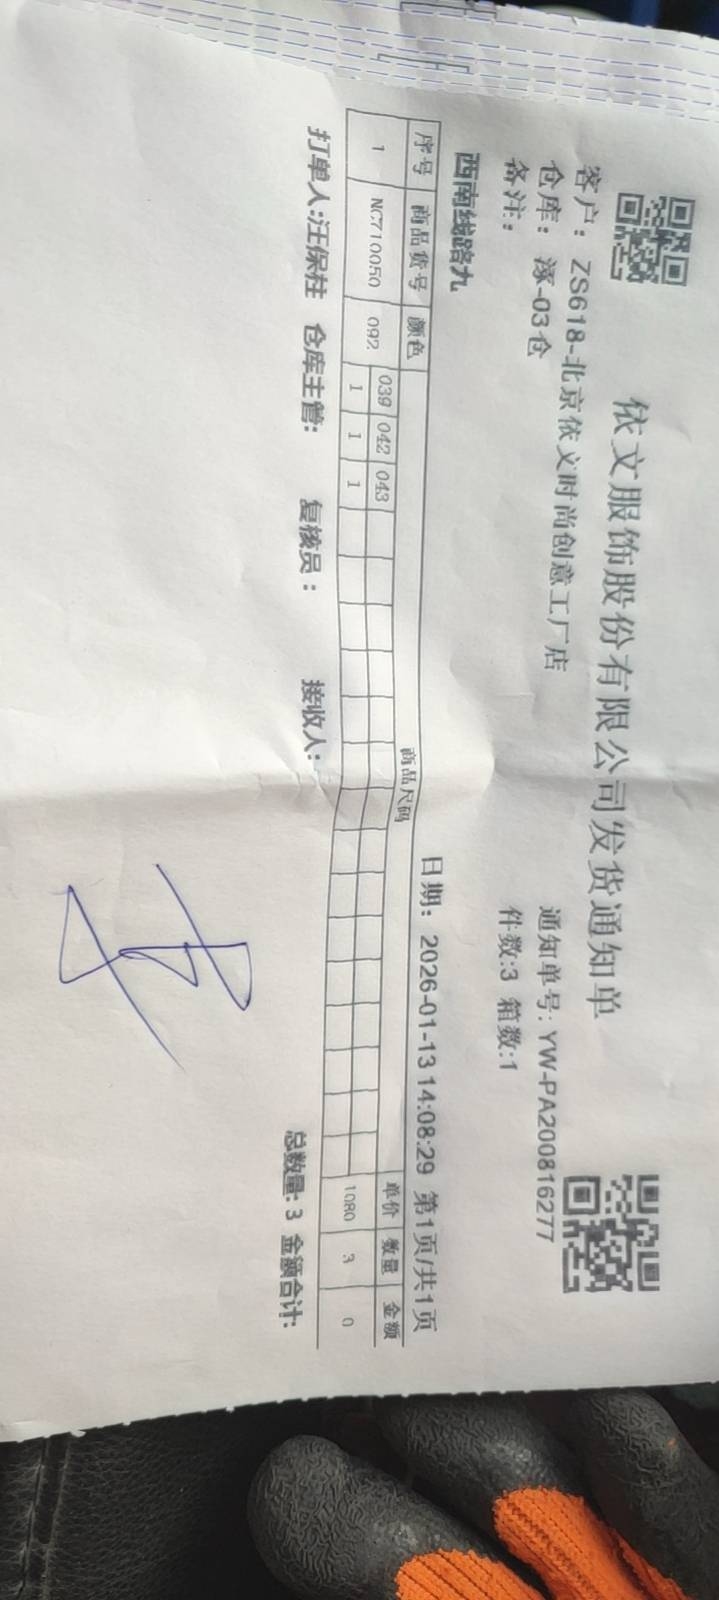 依文服饰股份有限公司发货通知单
客户: ZS618-北京依文时尚创意工厂店 通知单号: YW-PA200816277
仓库: 涿-03仓 件数:3 箱数:1
备注:
西南线路九 日期: 2026-01-13 14:08:29 第1页/共1页
序号 商品货号 颜色 商品尺码 单价 数量 金额
039 042 043
1 NC710050 092 1 1 1 1080 3 0
打单人:汪保柱 仓库主管: 复核员: 接收人: 总数量: 3 金额合计: